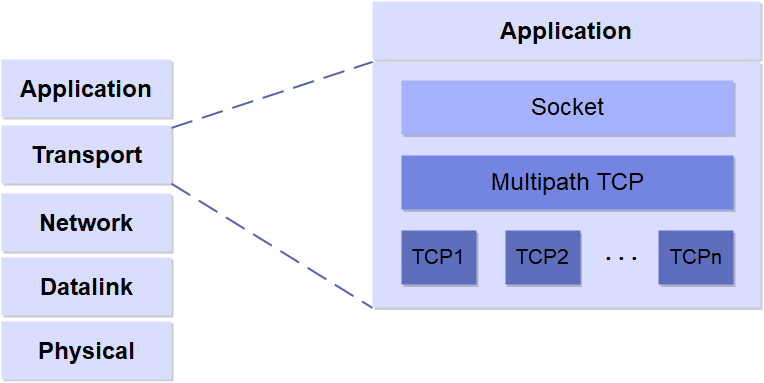 Application
Transport
Network
Datalink
Physical
Application
Socket
Multipath TCP
TCP1 TCP2 ... TCPn